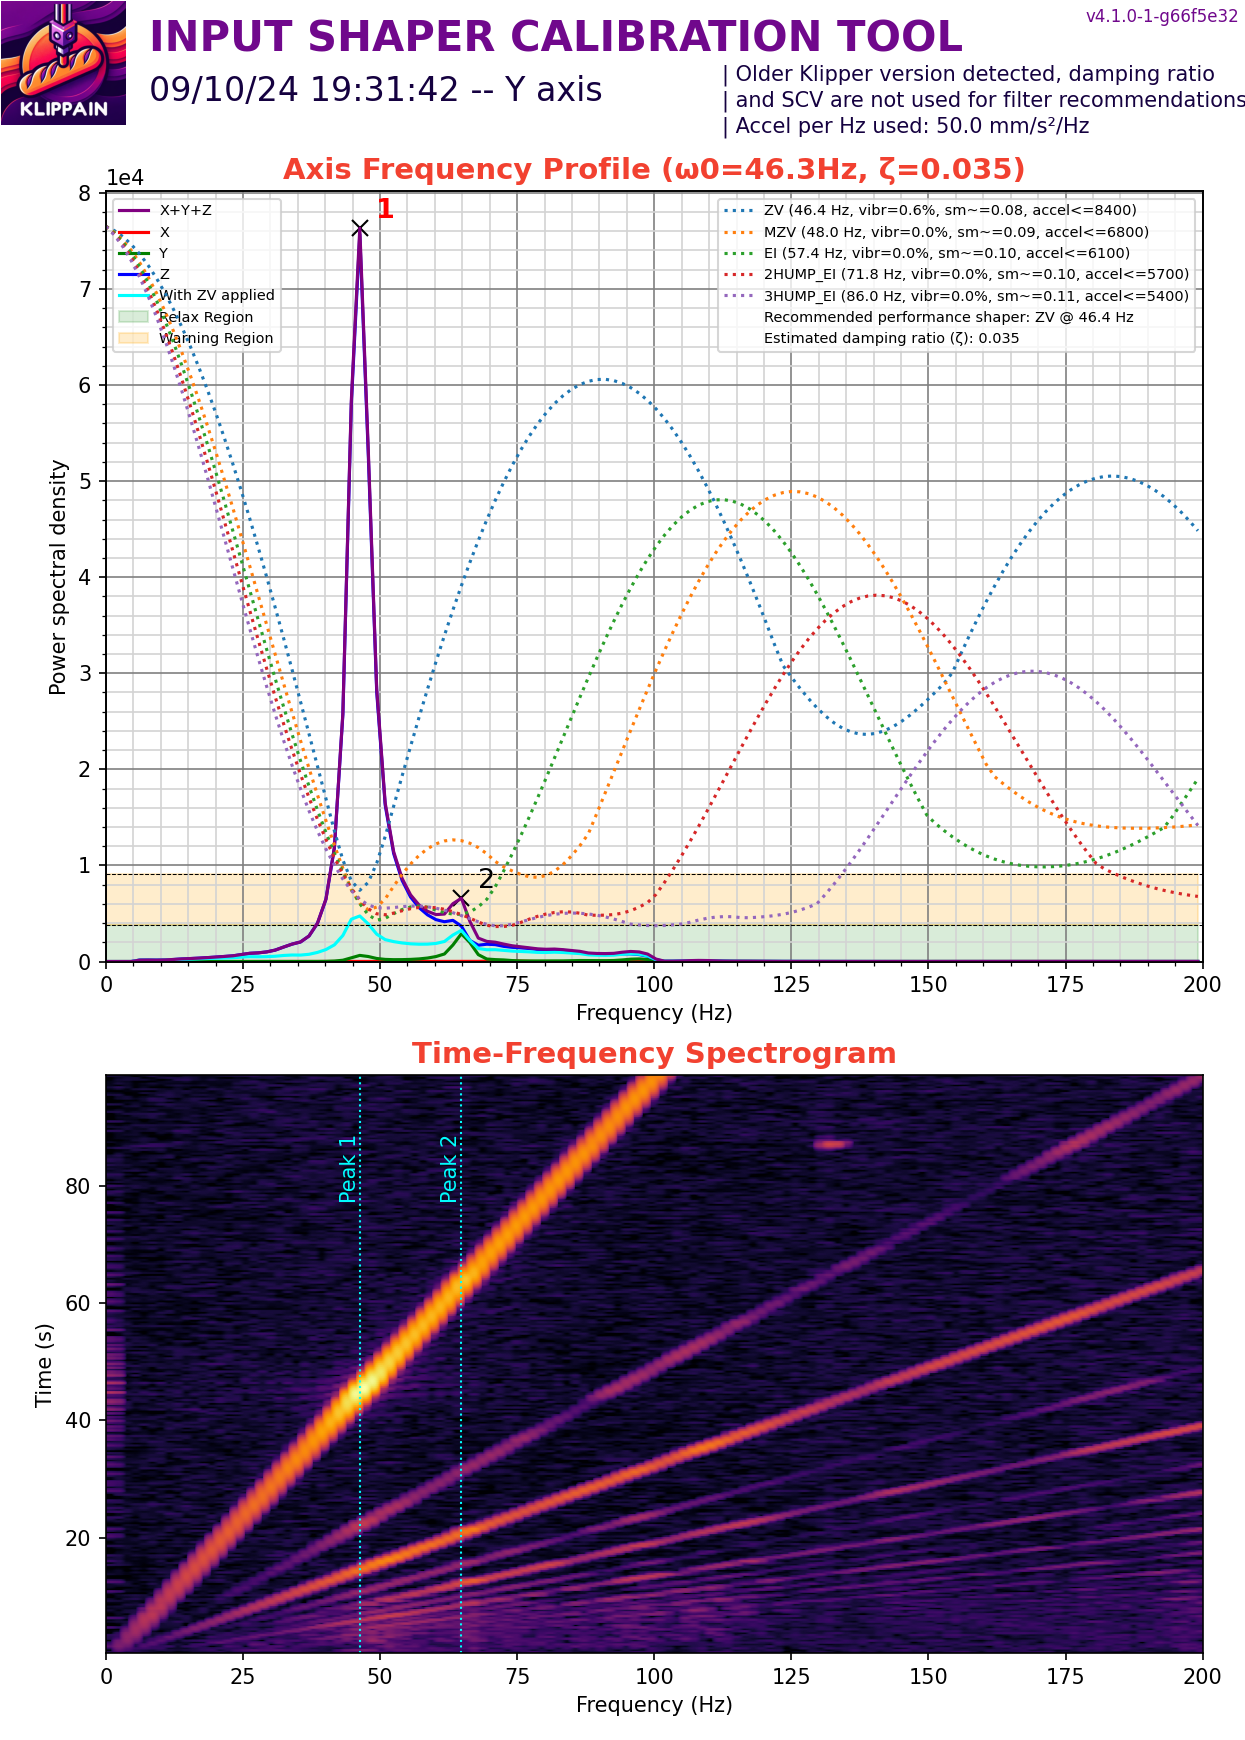 KLIPPAIN
INPUT SHAPER CALIBRATION TOOL
v4.1.0-1-g66f5e32
09/10/24 19:31:42 -- Y axis
| Older Klipper version detected, damping ratio
| and SCV are not used for filter recommendations
| Accel per Hz used: 50.0 mm/s²/Hz
Axis Frequency Profile (ω0=46.3Hz, ζ=0.035)
1e4
X+Y+Z
X
Y
Z
With ZV applied
Relax Region
Warning Region
ZV (46.4 Hz, vibr=0.6%, sm~=0.08, accel<=8400)
MZV (48.0 Hz, vibr=0.0%, sm~=0.09, accel<=6800)
EI (57.4 Hz, vibr=0.0%, sm~=0.10, accel<=6100)
2HUMP_EI (71.8 Hz, vibr=0.0%, sm~=0.10, accel<=5700)
3HUMP_EI (86.0 Hz, vibr=0.0%, sm~=0.11, accel<=5400)
Recommended performance shaper: ZV @ 46.4 Hz
Estimated damping ratio (ζ): 0.035
1
2
Power spectral density
8
7
6
5
4
3
2
1
0
0 25 50 75 100 125 150 175 200
Frequency (Hz)
Time-Frequency Spectrogram
Peak 1
Peak 2
Time (s)
80
60
40
20
0 25 50 75 100 125 150 175 200
Frequency (Hz)